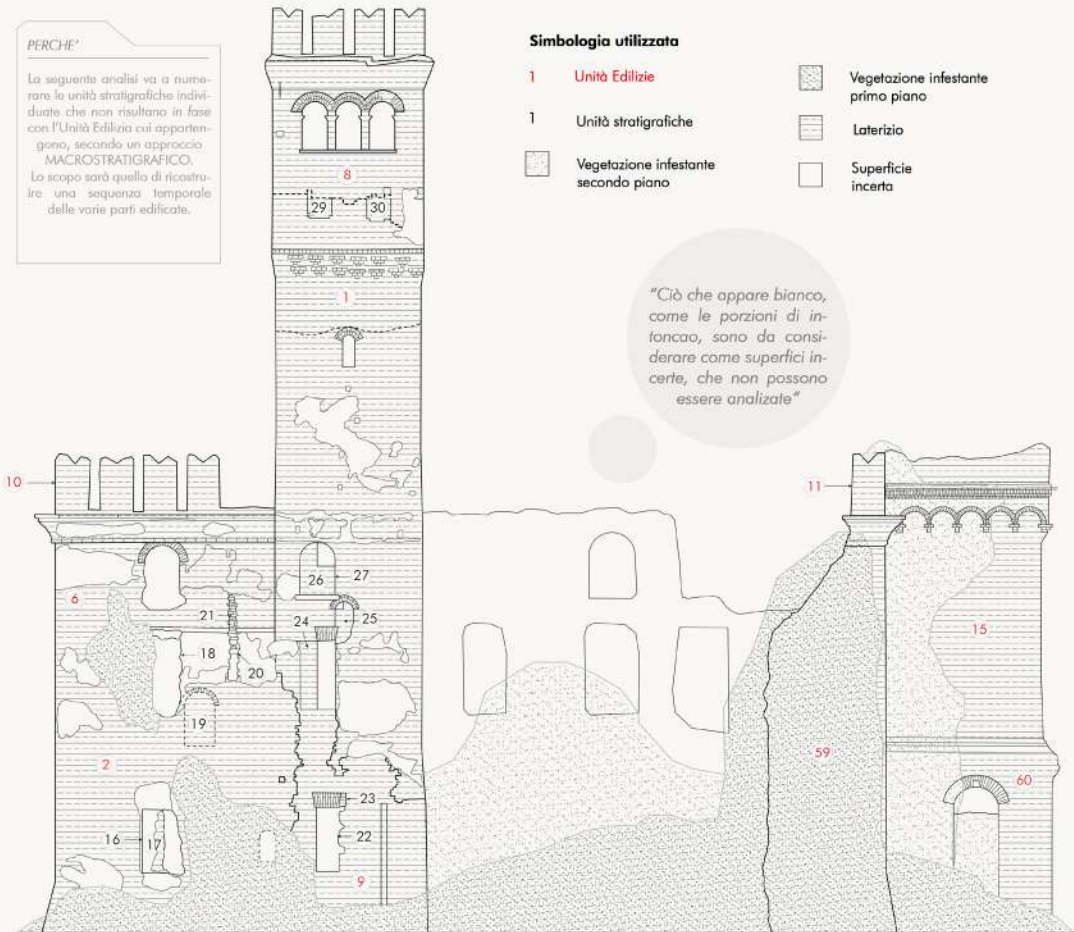 PERCHE'
La seguente analisi va a nume-
rare le unità stratigrafiche indivi-
duate che non risultano in fase
con l'Unità Edilizia cui apparten-
gono, secondo un approccio
MACROSTRATIGRAFICO.
Lo scopo sarà quello di ricostru-
ire una sequenza temporale
delle varie parti edificate.
Simbologia utilizzata
1 Unità Edilizie
1 Unità stratigrafiche
Vegetazione infestante
secondo piano
Vegetazione infestante
primo piano
Laterizio
Superficie
incerta
"Ciò che appare bianco,
come le porzioni di in-
toncao, sono da consi-
derare come superfici in-
certe, che non possono
essere analizate"
8
29 30
1
10
11
6
26 27
21 24 25
18 20
19
15
2
59
60
23
16 17 22
9